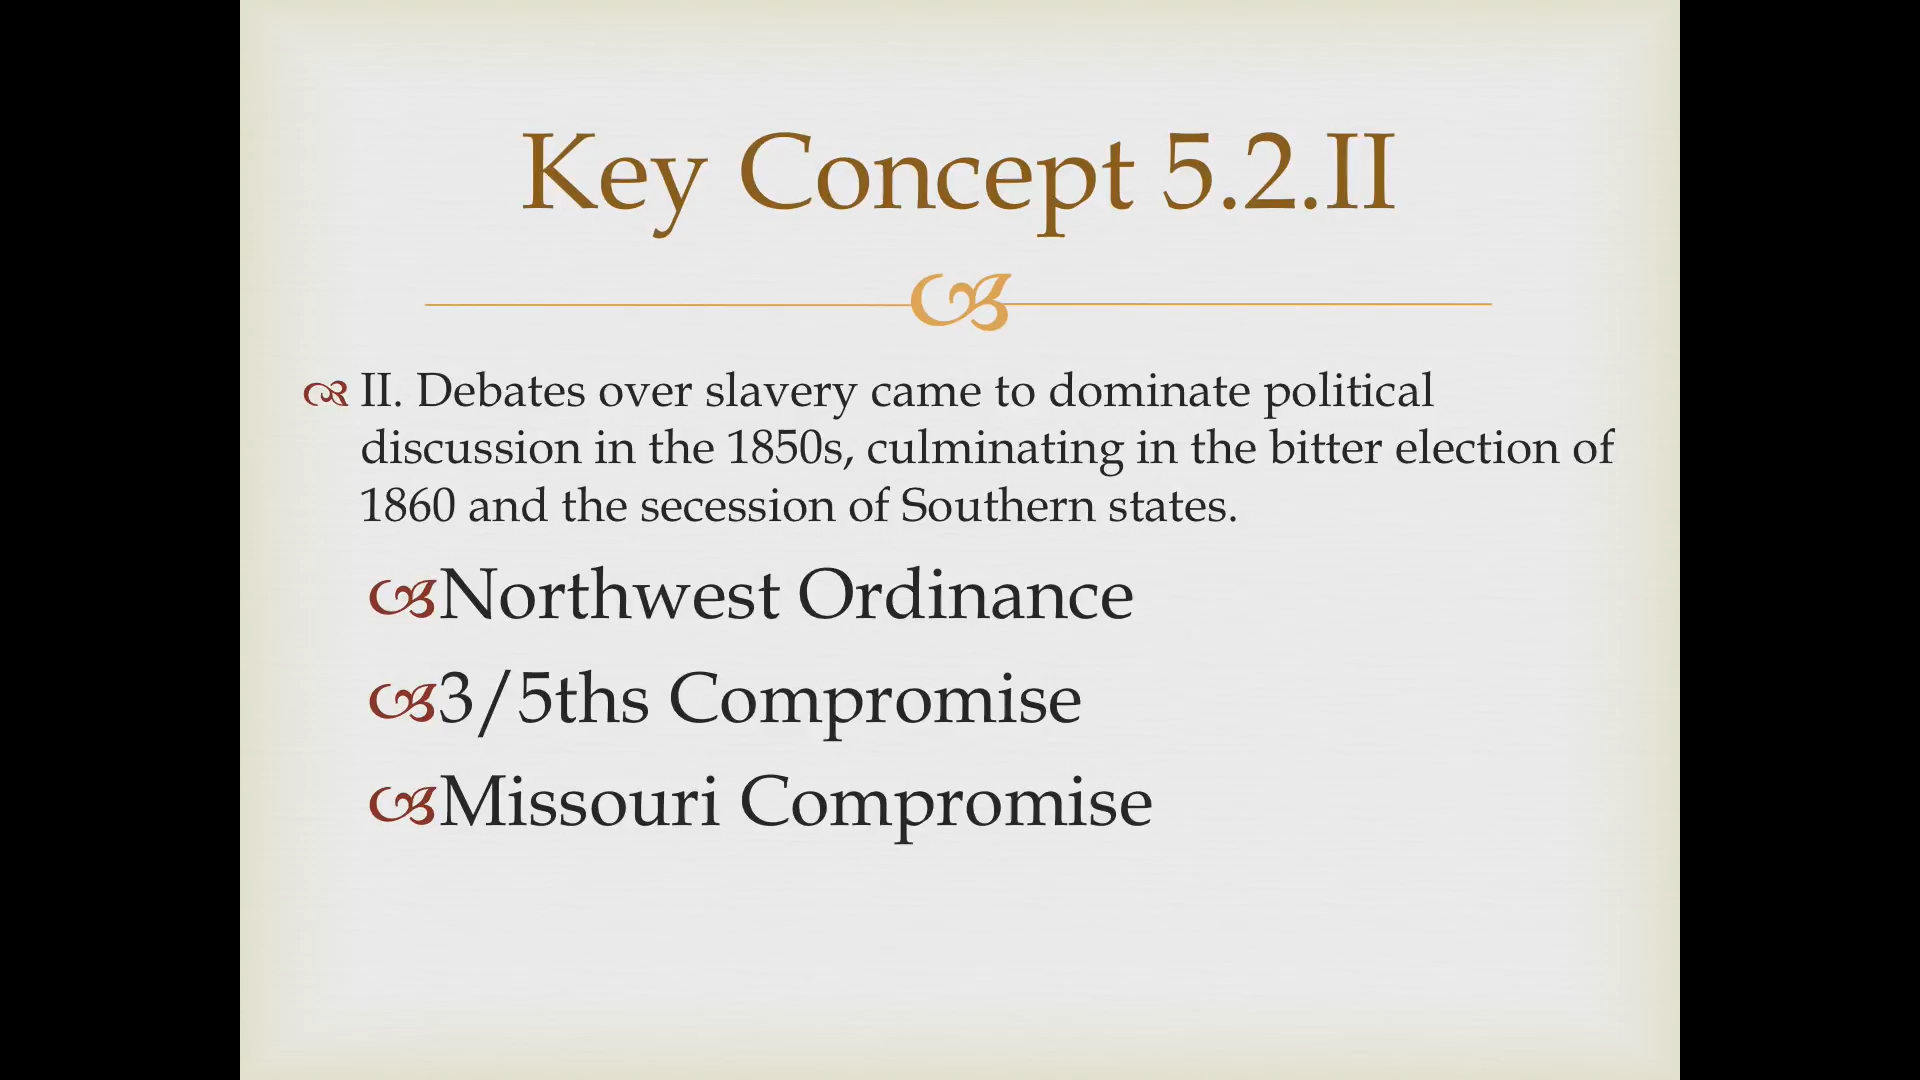 Key Concept 5.2.II
II. Debates over slavery came to dominate political
discussion in the 1850s, culminating in the bitter election of
1860 and the secession of Southern states.
Northwest Ordinance
3/5ths Compromise
Missouri Compromise